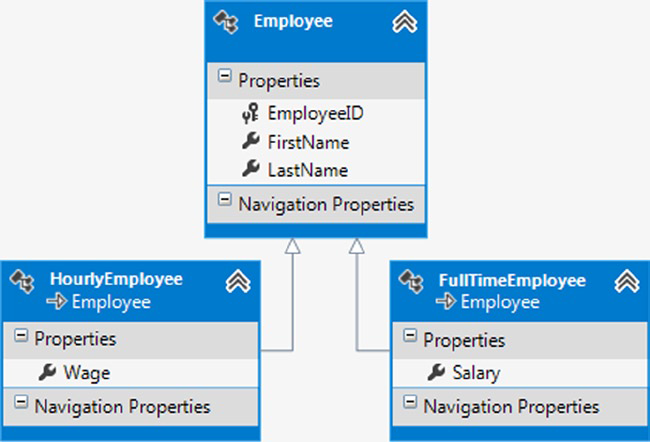 Employee
Properties
EmployeeID
FirstName
LastName
Navigation Properties
HourlyEmployee
Employee
Properties
Wage
Navigation Properties
FullTimeEmployee
Employee
Properties
Salary
Navigation Properties